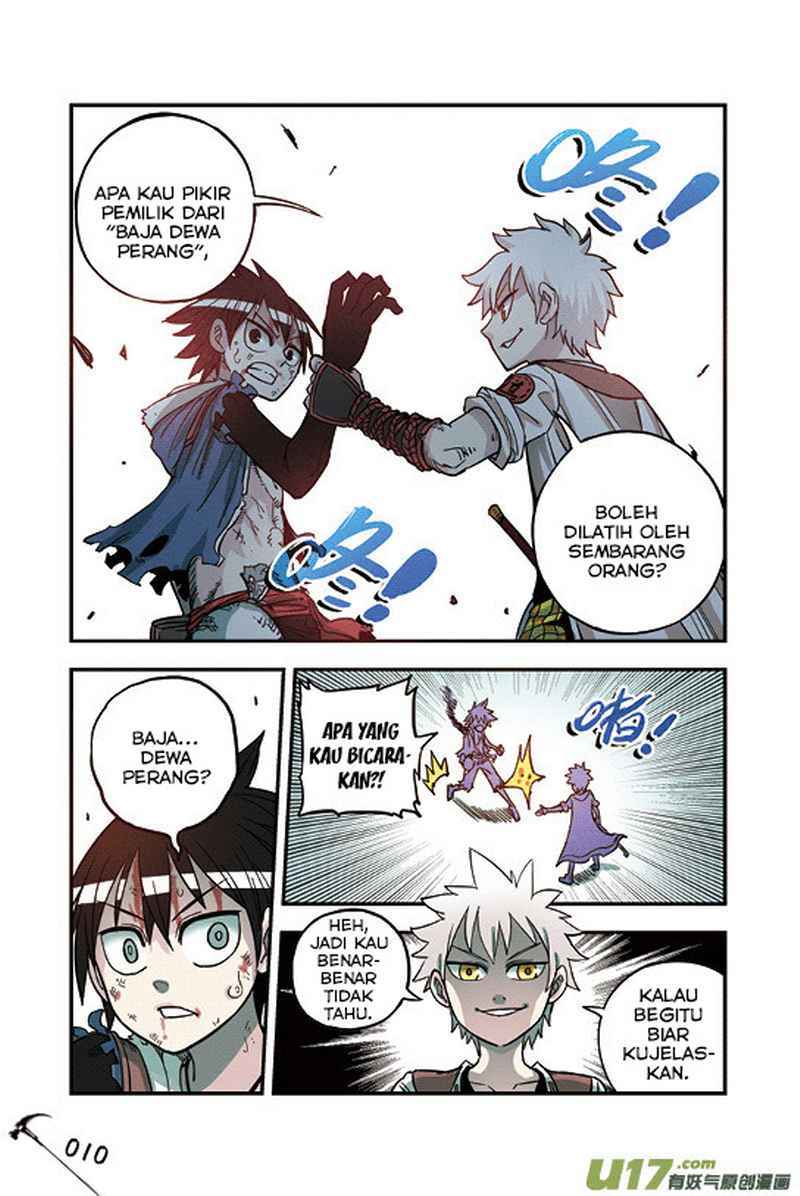 APA KAU PIKIR
PEMILIK DARI
"BAJA DEWA
PERANG",
咚!
BOLEH
DILATIH OLEH
SEMBARANG
ORANG?
咚!
BAJA...
DEWA
PERANG?
APA YANG
KAU BICARA-
KAN?!
啫!
HEH,
JADI KAU
BENAR-
BENAR
TIDAK
TAHU.
KALAU
BEGITU
BIAR
KUJELAS-
KAN.
010
U17.com
有妖气原创漫画